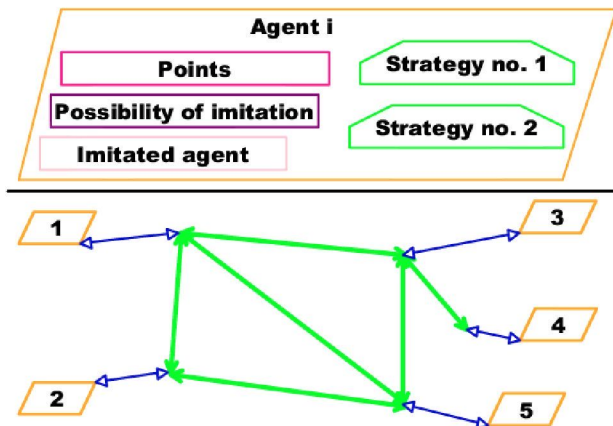 Agent i
Points
Strategy no. 1
Possibility of imitation
Strategy no. 2
Imitated agent
1
3
4
2
5